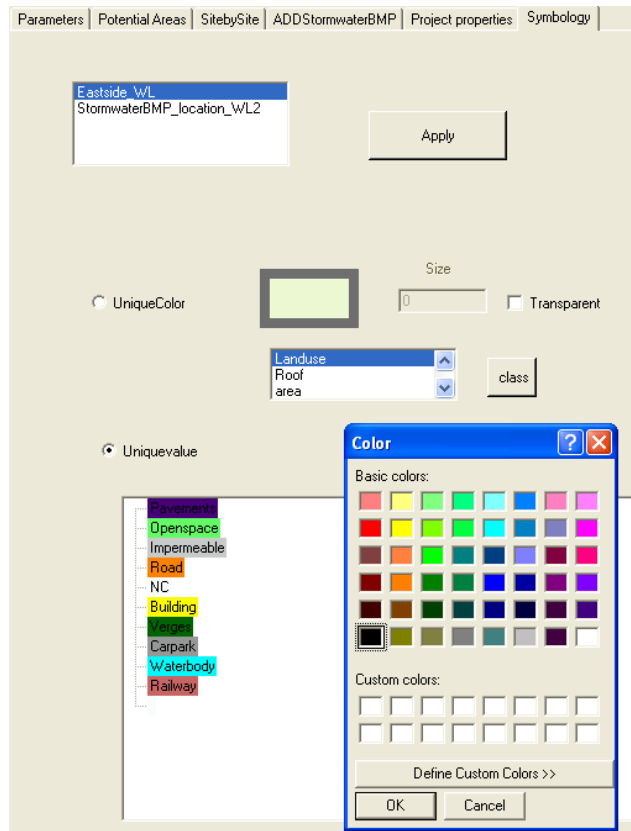 Parameters Potential Areas SitebySite ADDStormwaterBMP Project properties Symbology
Eastside_WL
StormwaterBMP_location_WL2
Apply
Size
UniqueColor
0
Transparent
Landuse
Roof
area
class
Uniquevalue
Pavements
Openspace
Impermeable
Road
NC
Building
Verges
Carpark
Waterbody
Railway
Color
?
Basic colors:
Custom colors:
Define Custom Colors >>
OK Cancel